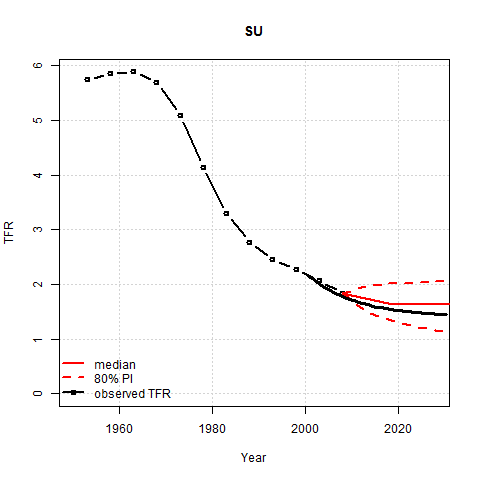 SU
6
5
4
3
2
1
0
TFR
median
80% PI
observed TFR
1960 1980 2000 2020
Year